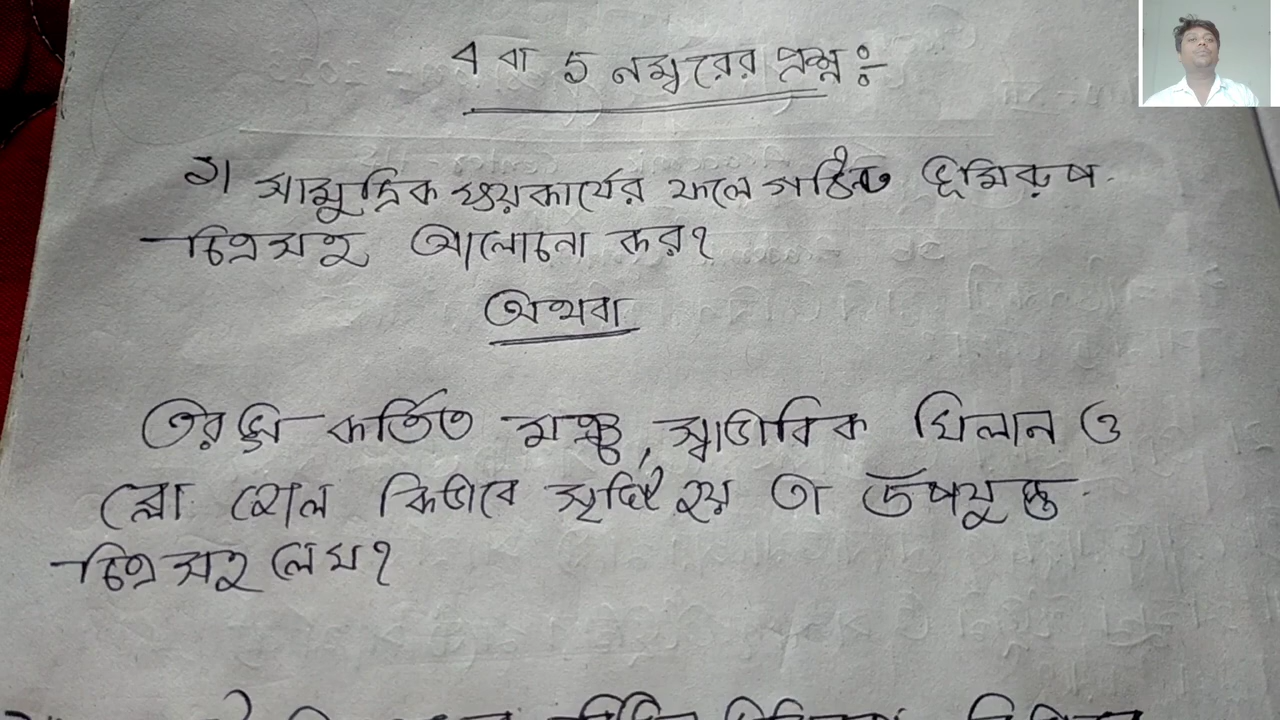 4 বা 5 নম্বরের প্রশ্ন ঃ-
১। সামুদ্রিক ক্ষয়কার্যের ফলে গঠিত ভূমিরুপ
চিত্রসহ আলোচনা কর?
অথবা
তরঙ্গ কর্তিত মঞ্চ, স্বাভাবিক খিলান ও
ব্লো হোল কিভাবে সৃষ্টি হয় তা উপযুক্ত
চিত্রসহ লেখ?